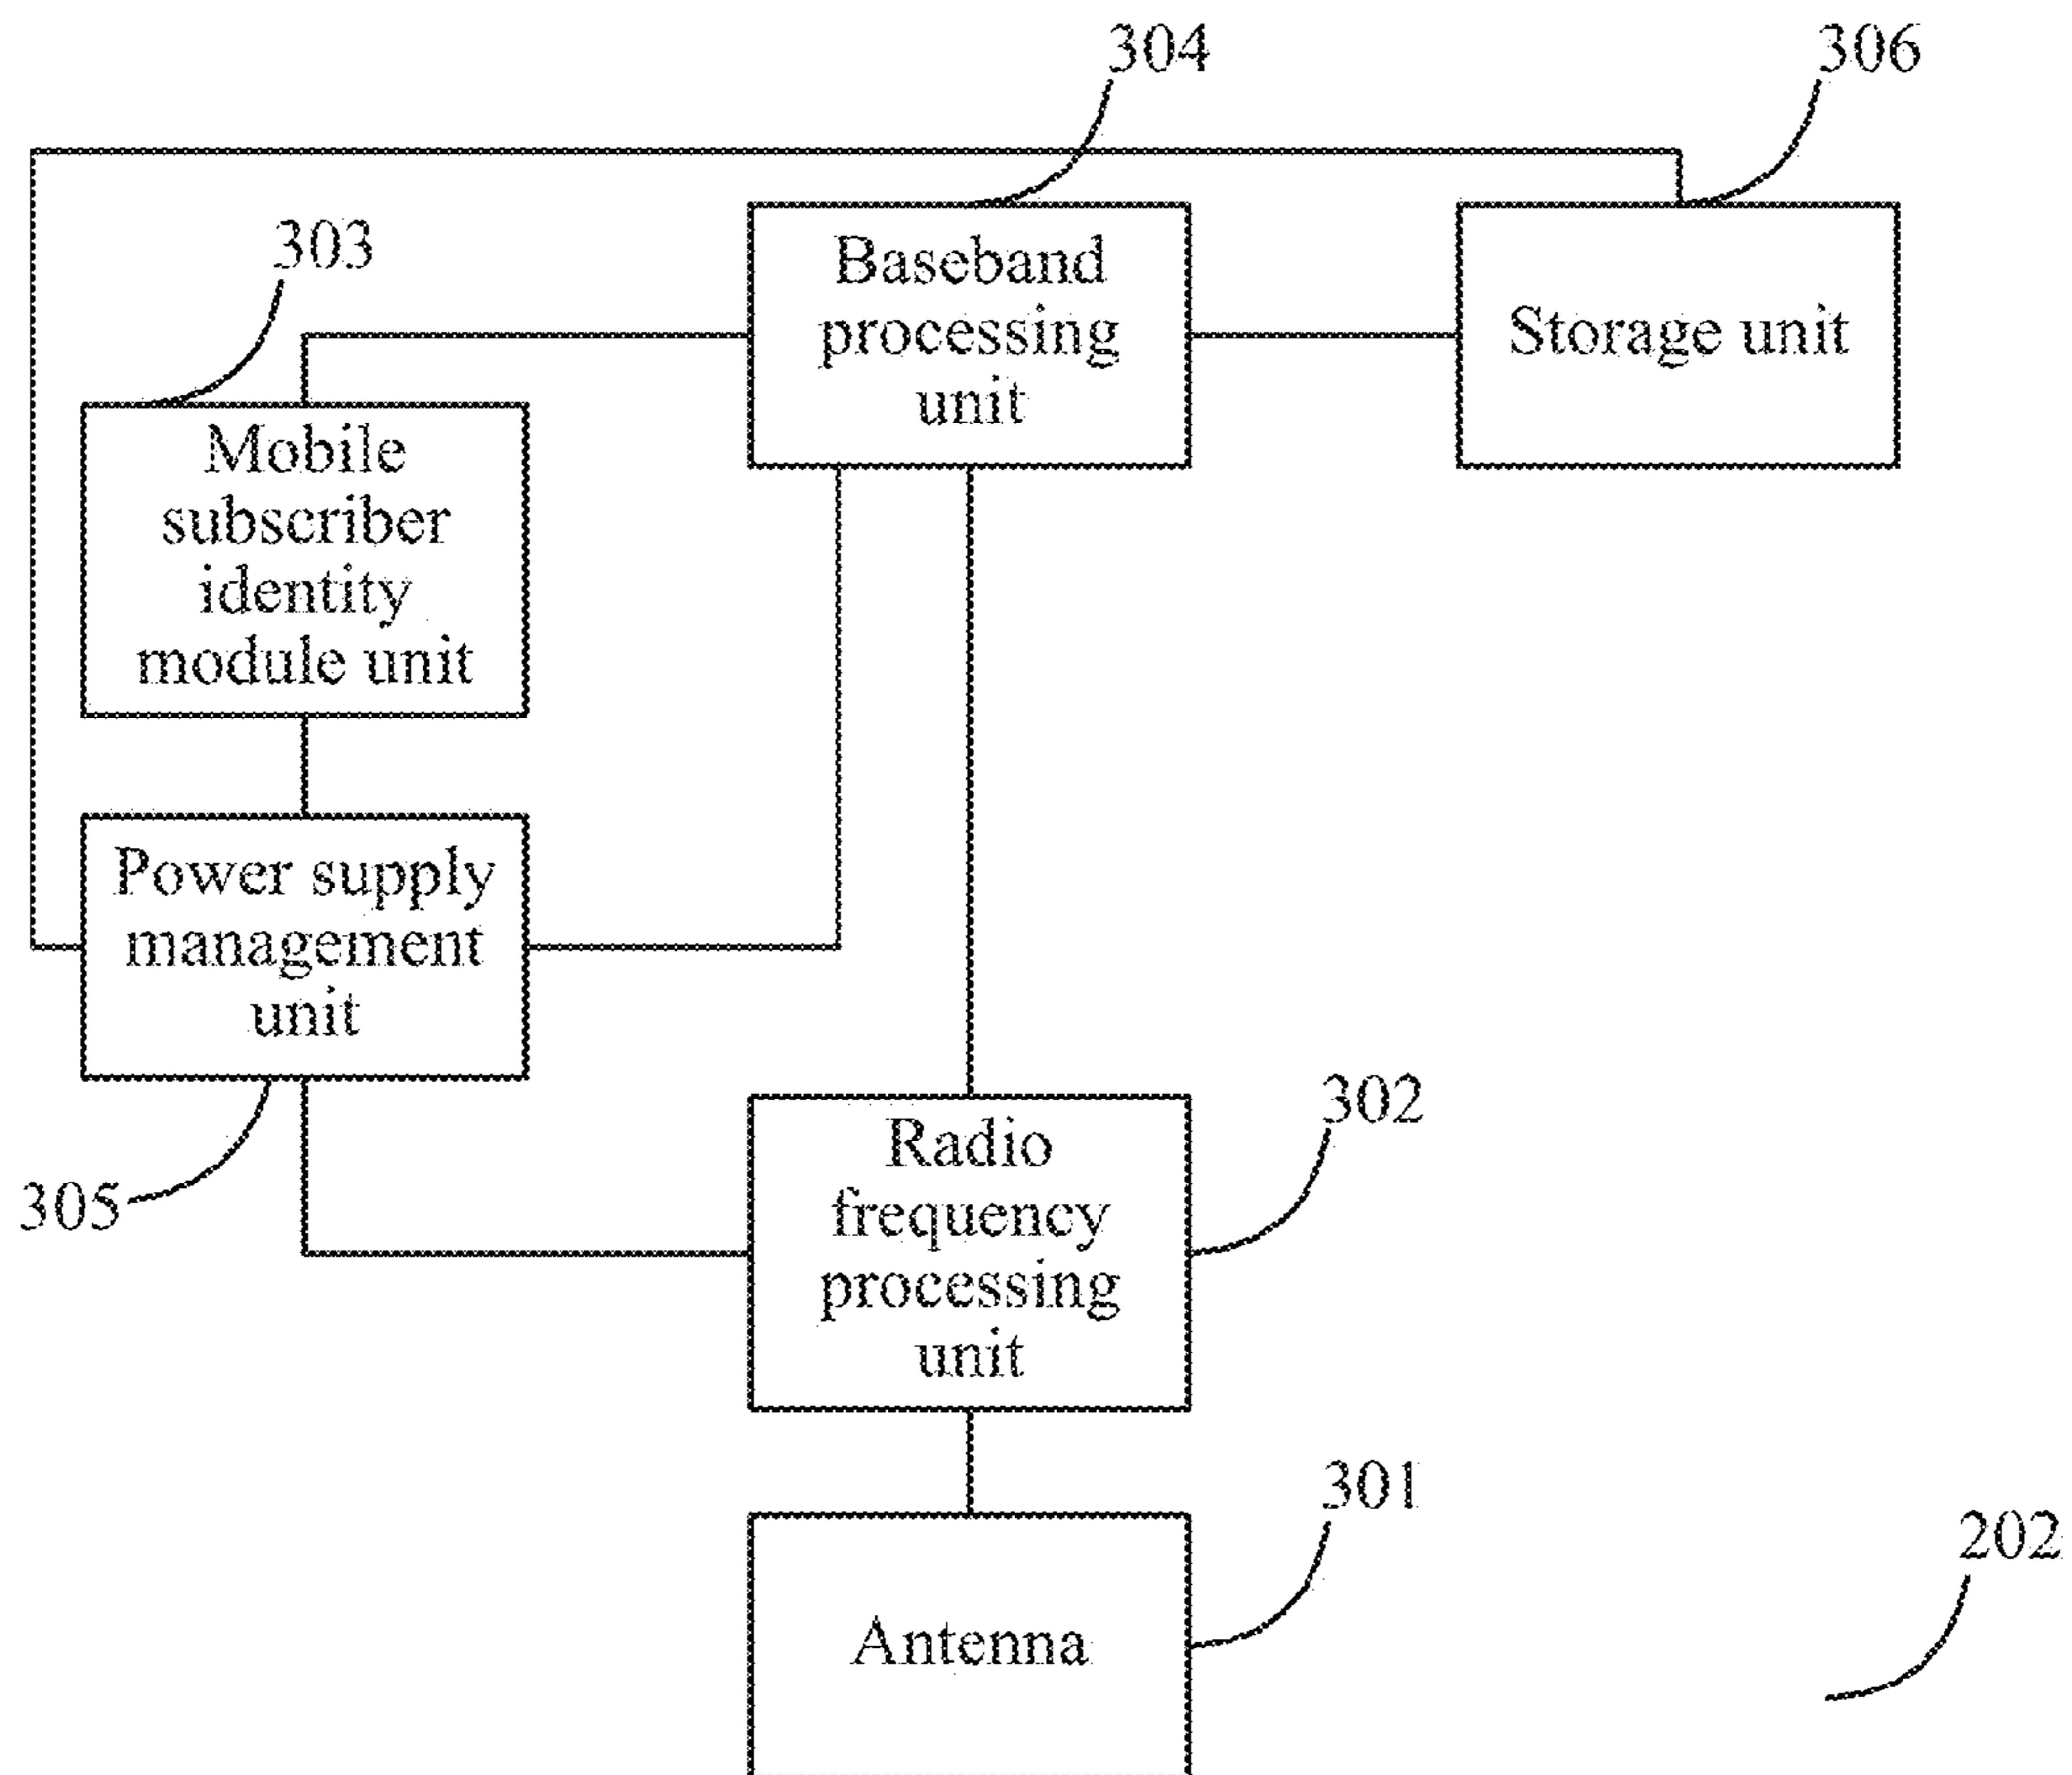 304
306
303
Baseband
processing
unit
Storage unit
Mobile
subscriber
identity
module unit
Power supply
management
unit
305
Radio
frequency
processing
unit
302
301
Antenna
202